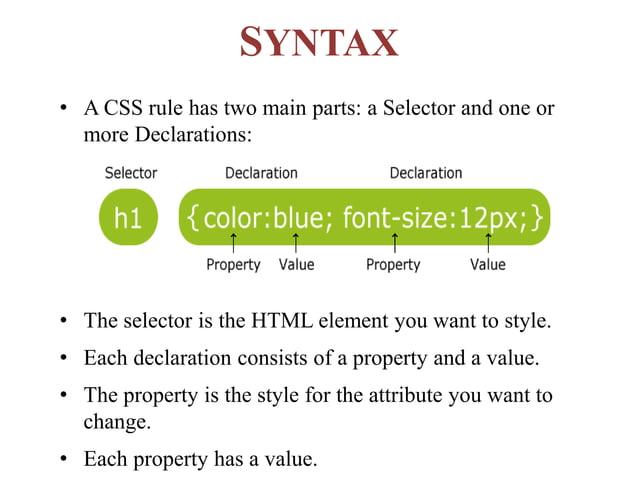 SYNTAX
• A CSS rule has two main parts: a Selector and one or
more Declarations:
Selector Declaration Declaration
h1 {color:blue; font-size:12px;}
Property Value Property Value
• The selector is the HTML element you want to style.
• Each declaration consists of a property and a value.
• The property is the style for the attribute you want to
change.
• Each property has a value.